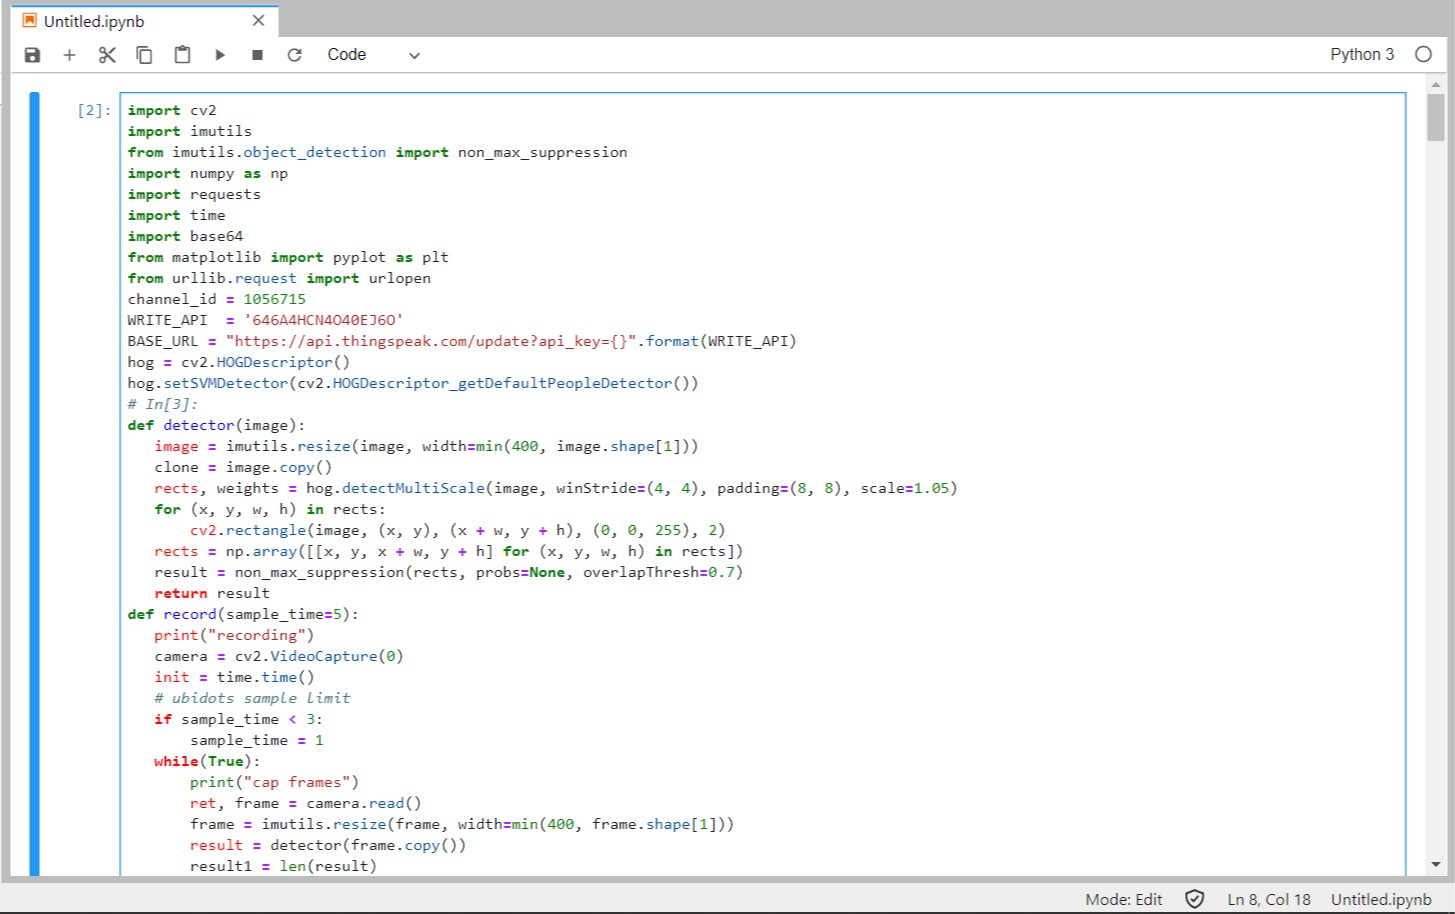 Untitled.ipynb
Code
Python 3
[2]:
import cv2
import imutils
from imutils.object_detection import non_max_suppression
import numpy as np
import requests
import time
import base64
from matplotlib import pyplot as plt
from urllib.request import urlopen
channel_id = 1056715
WRITE_API  = '646A4HCN4O40EJ6O'
BASE_URL = "https://api.thingspeak.com/update?api_key={}".format(WRITE_API)
hog = cv2.HOGDescriptor()
hog.setSVMDetector(cv2.HOGDescriptor_getDefaultPeopleDetector())
# In[3]:
def detector(image):
   image = imutils.resize(image, width=min(400, image.shape[1]))
   clone = image.copy()
   rects, weights = hog.detectMultiScale(image, winStride=(4, 4), padding=(8, 8), scale=1.05)
   for (x, y, w, h) in rects:
       cv2.rectangle(image, (x, y), (x + w, y + h), (0, 0, 255), 2)
   rects = np.array([[x, y, x + w, y + h] for (x, y, w, h) in rects])
   result = non_max_suppression(rects, probs=None, overlapThresh=0.7)
   return result
def record(sample_time=5):
   print("recording")
   camera = cv2.VideoCapture(0)
   init = time.time()
   # ubidots sample limit
   if sample_time < 3:
       sample_time = 1
   while(True):
       print("cap frames")
       ret, frame = camera.read()
       frame = imutils.resize(frame, width=min(400, frame.shape[1]))
       result = detector(frame.copy())
       result1 = len(result)
Mode: Edit
Ln 8, Col 18
Untitled.ipynb